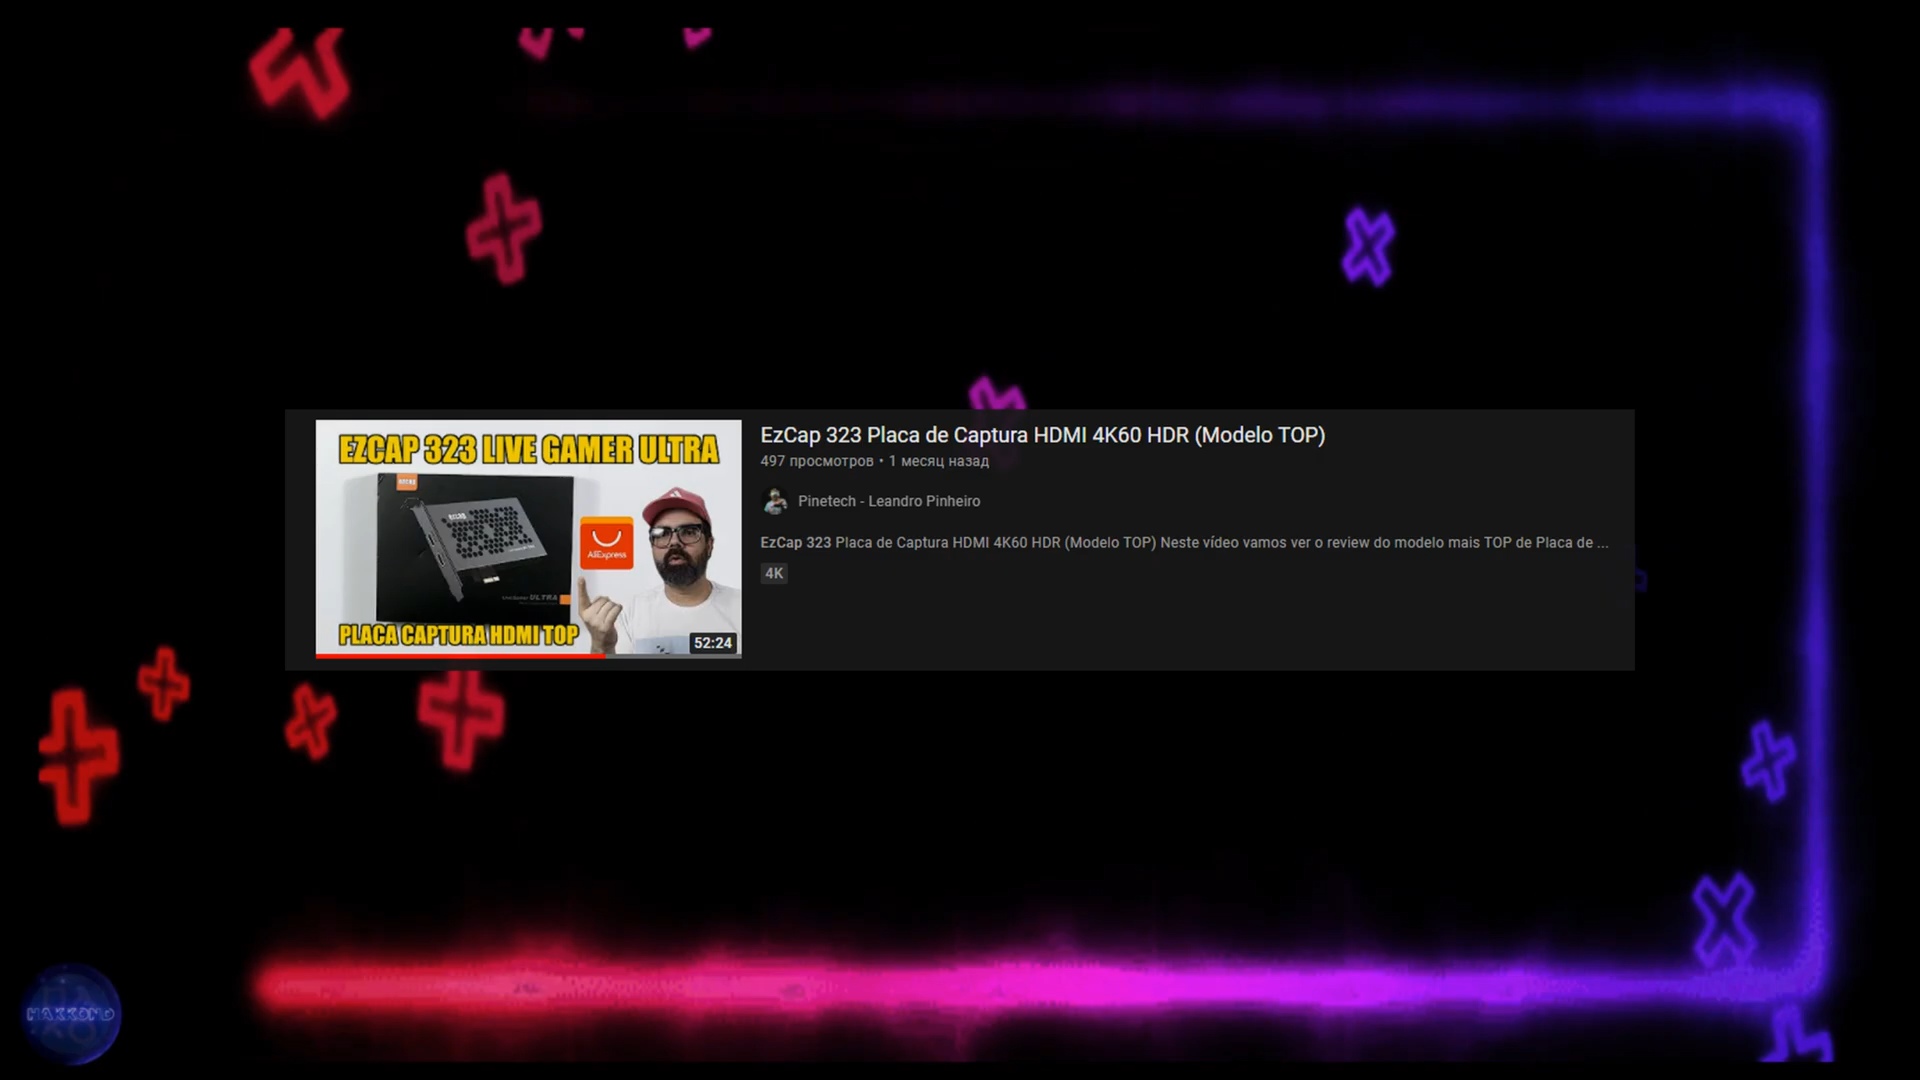 EZCAP 323 LIVE GAMER ULTRA
AliExpress
PLACA CAPTURA HDMI TOP
52:24
EzCap 323 Placa de Captura HDMI 4K60 HDR (Modelo TOP)
497 просмотров • 1 месяц назад
Pinetech - Leandro Pinheiro
EzCap 323 Placa de Captura HDMI 4K60 HDR (Modelo TOP) Neste vídeo vamos ver o review do modelo mais TOP de Placa de ...
4K